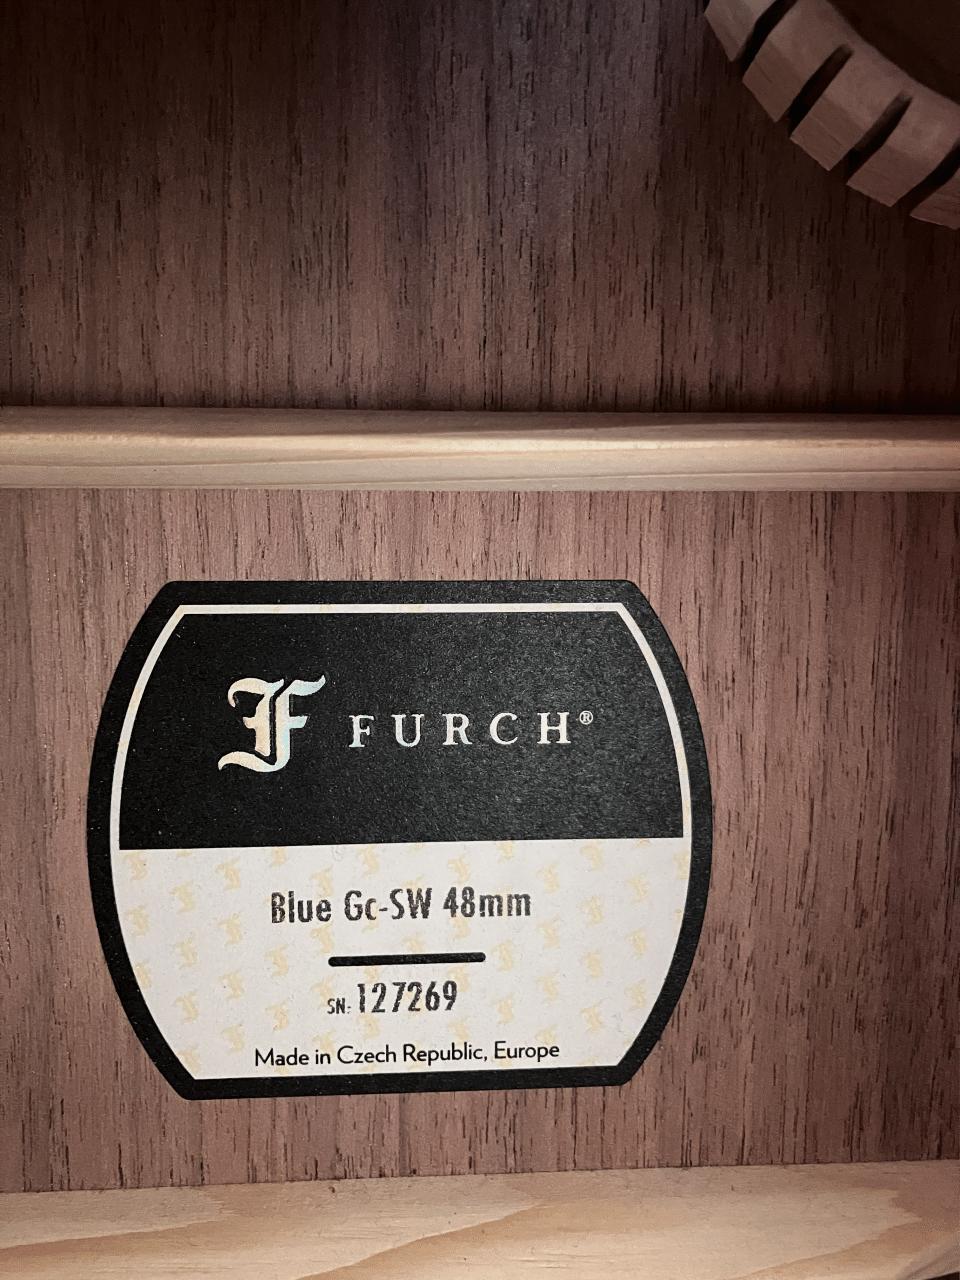 F FURCH®
Blue Gc-SW 48mm
SN: 127269
Made in Czech Republic, Europe